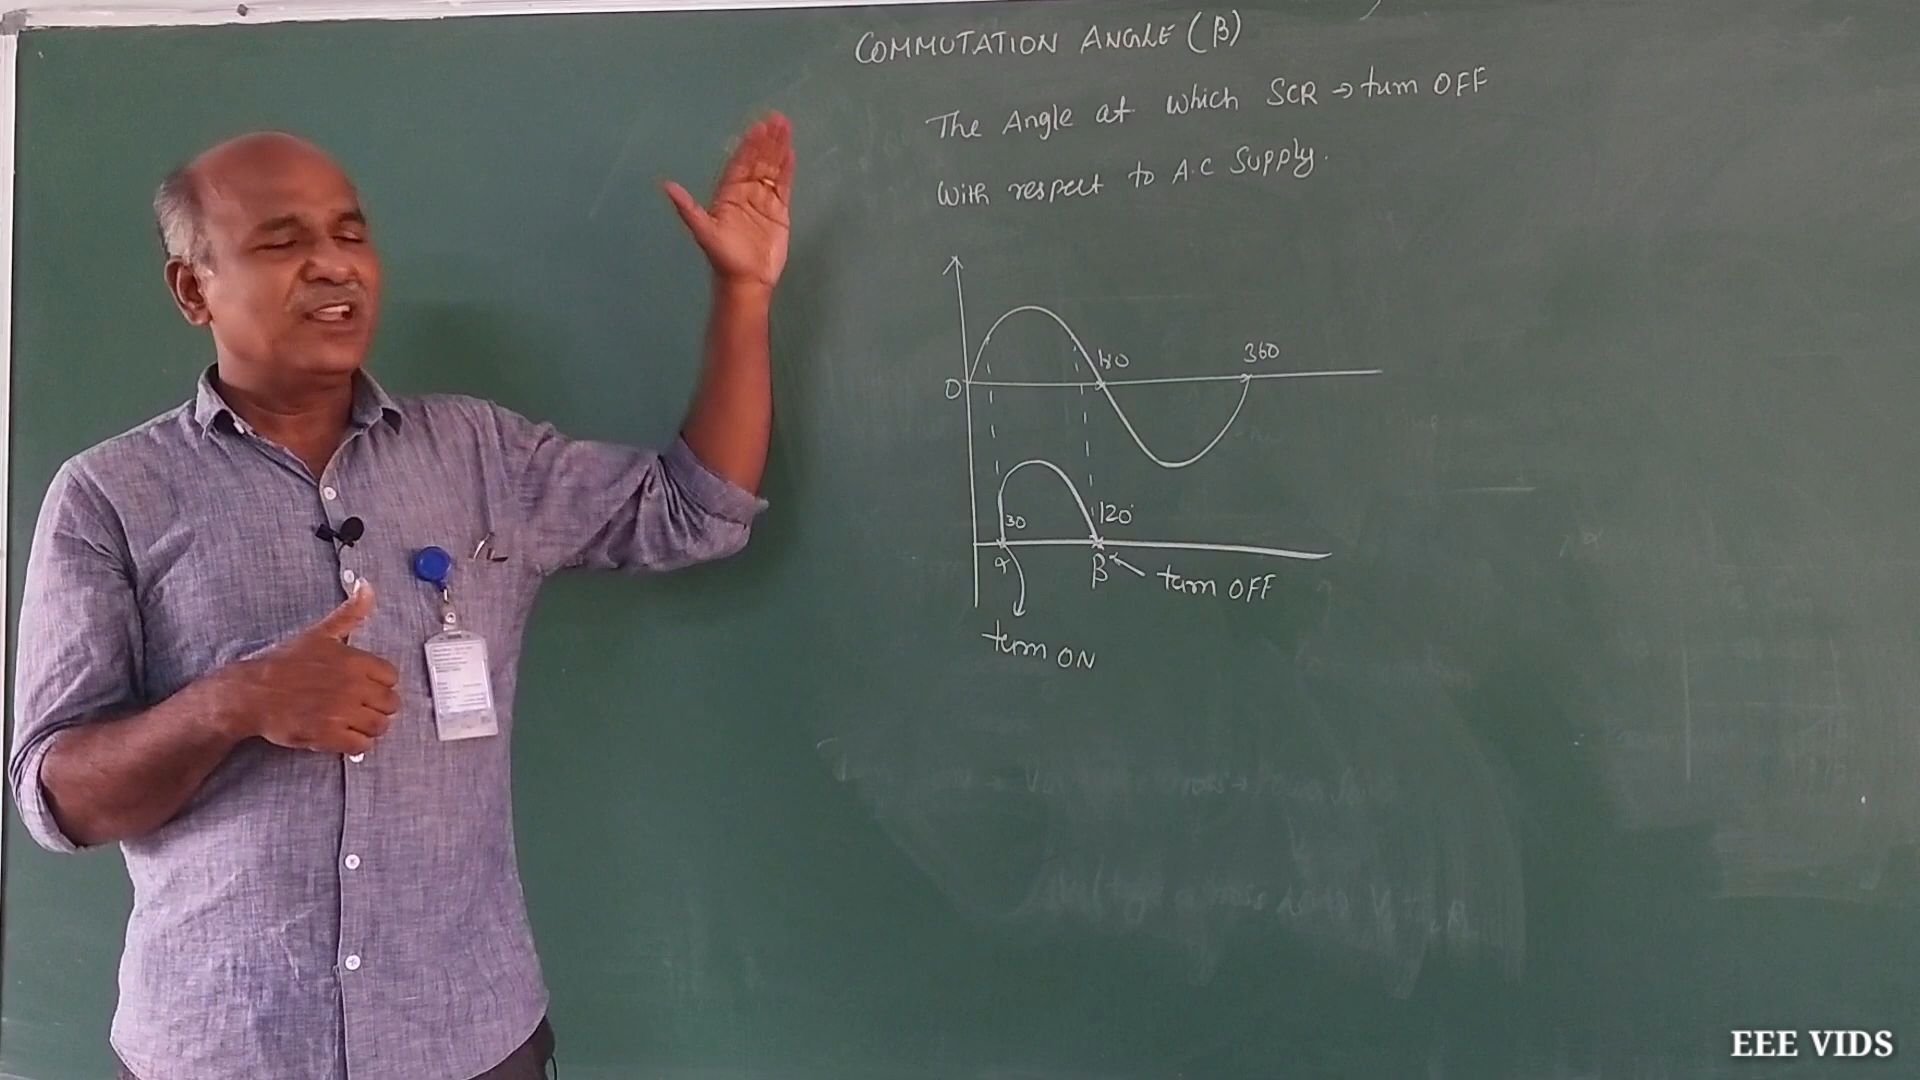 COMMUTATION ANGLE (β)
The Angle at which SCR → turn OFF
With respect to A.C Supply.
0
180
360
30
120
α
β
turn OFF
turn ON
EEE VIDS